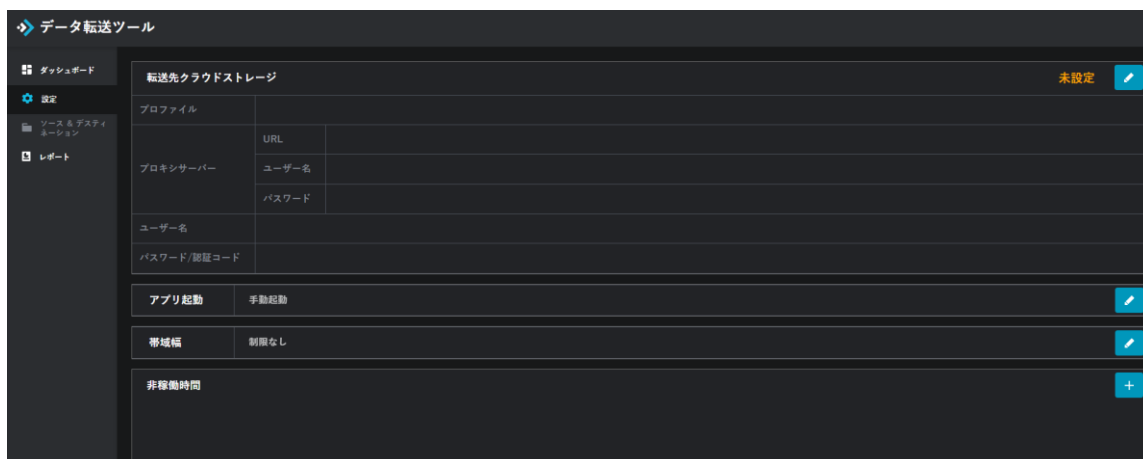 データ転送ツール
ダッシュボード
設定
ソース & デスティ
ネーション
レポート
転送先クラウドストレージ
未設定
プロファイル
プロキシサーバー
URL
ユーザー名
パスワード
ユーザー名
パスワード/認証コード
アプリ起動
手動起動
帯域幅
制限なし
非稼働時間